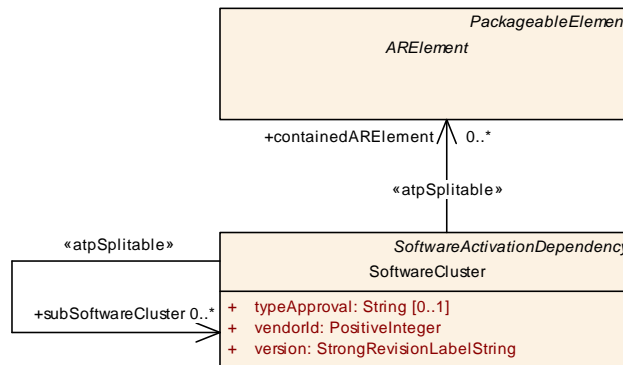 PackageableElemen
ARElement
+containedARElement 0..*
«atpSplitable»
«atpSplitable»
SoftwareActivationDependency
SoftwareCluster
+ typeApproval: String [0..1]
+subSoftwareCluster 0..*
+ vendorId: PositiveInteger
+ version: StrongRevisionLabelString